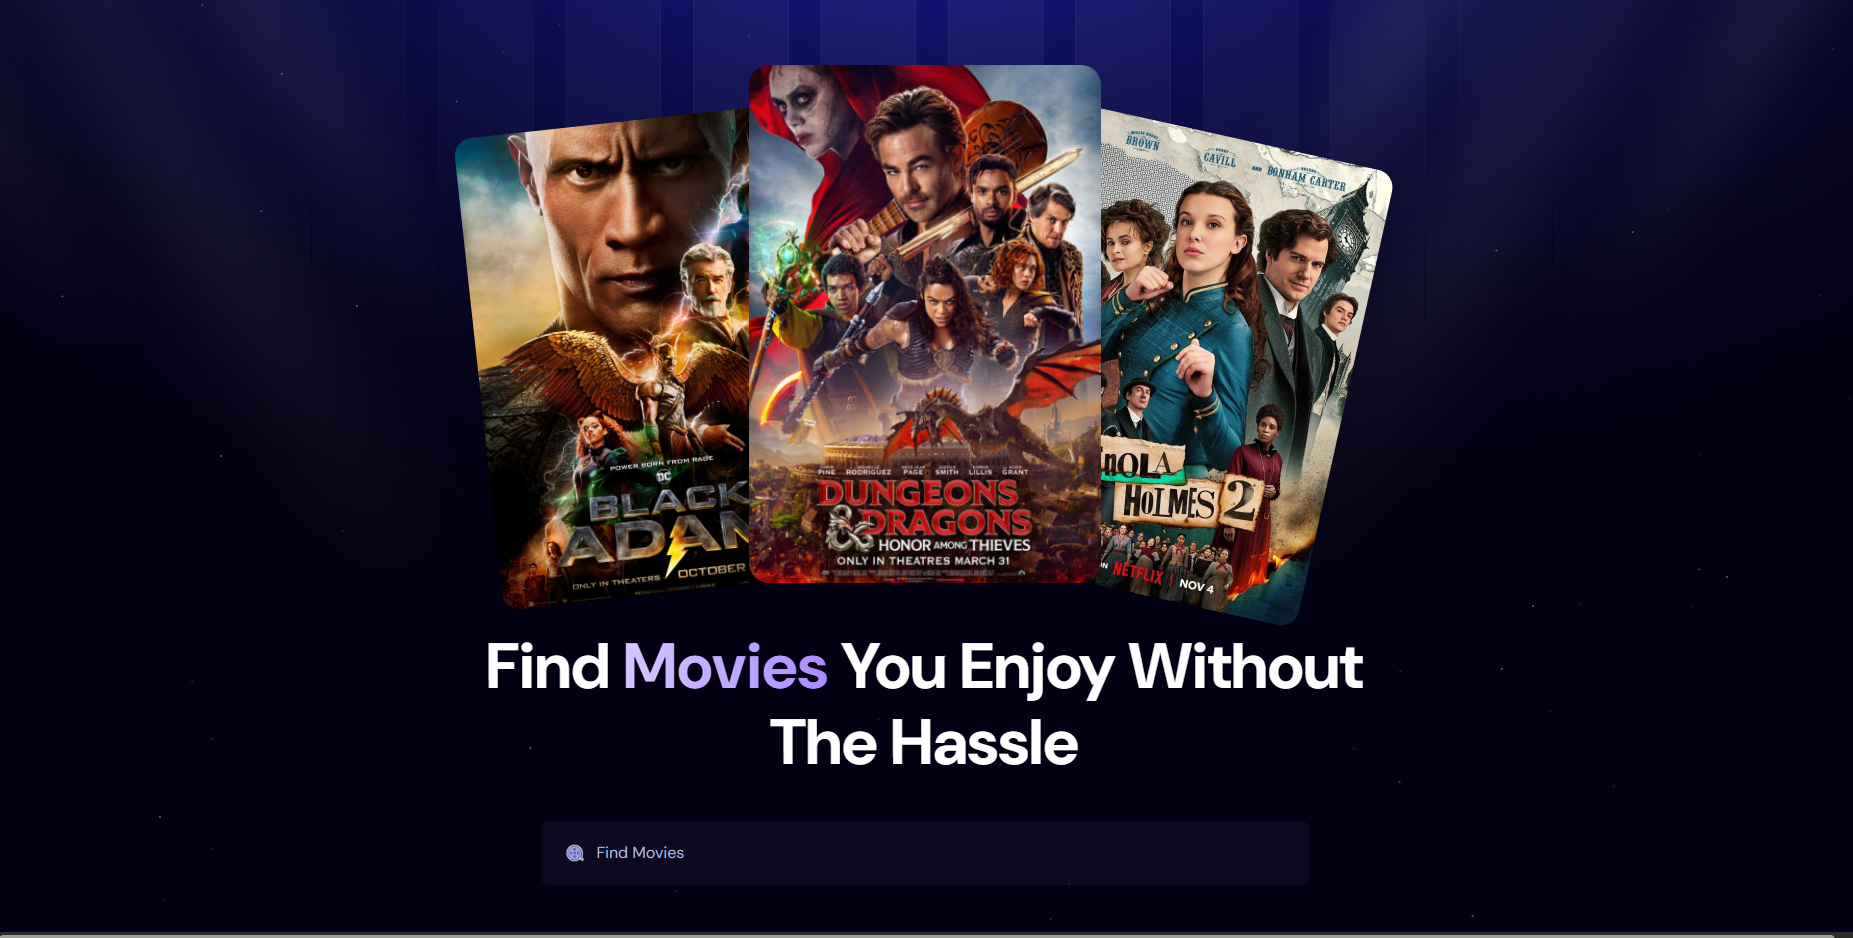 POWER BORN FROM RAGE
DC
BLACK
ADAM
ONLY IN THEATERS
OCTOBER
PINE RODRIGUEZ PAGE SMITH LILLIS GRANT
DUNGEONS
& DRAGONS
HONOR AMONG THIEVES
ONLY IN THEATRES MARCH 31
BROWN
CAVILL
AND BONHAM CARTER
NOLA
HOLMES 2
NETFLIX | NOV 4
Find Movies You Enjoy Without
The Hassle
Find Movies